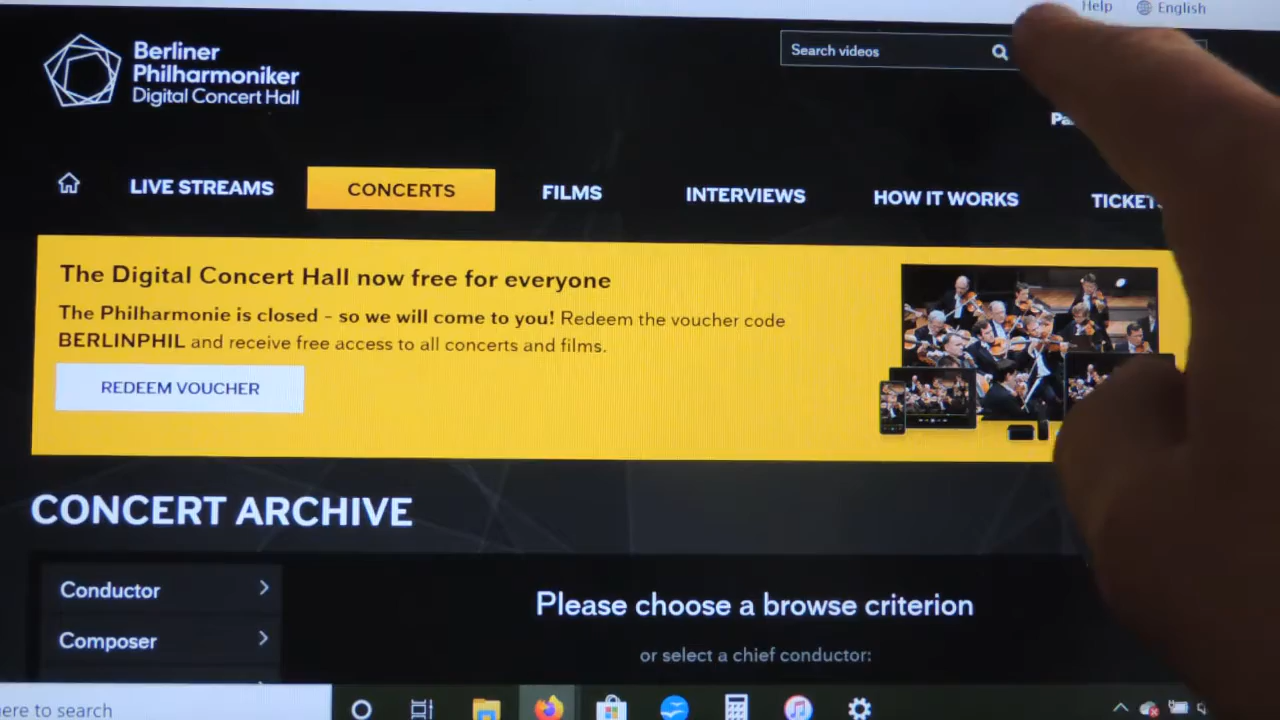 Help
English
Berliner
Philharmoniker
Digital Concert Hall
Search videos
LIVE STREAMS
CONCERTS
FILMS
INTERVIEWS
HOW IT WORKS
The Digital Concert Hall now free for everyone
The Philharmonie is closed – so we will come to you! Redeem the voucher code
BERLINPHIL and receive free access to all concerts and films.
REDEEM VOUCHER
CONCERT ARCHIVE
Conductor
Composer
Please choose a browse criterion
or select a chief conductor:
to search